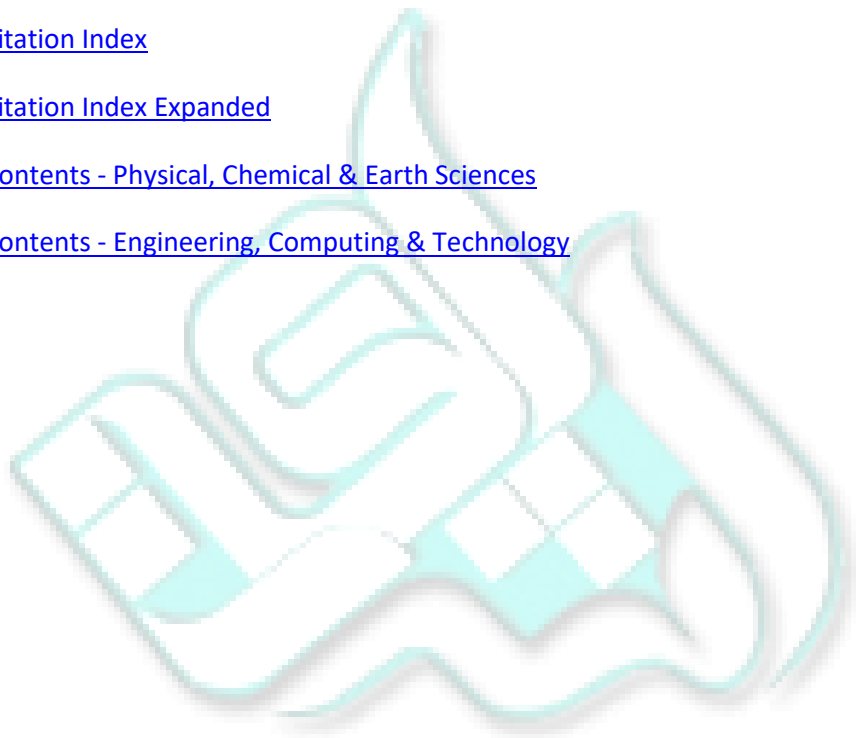 itation Index
itation Index Expanded
ontents - Physical, Chemical & Earth Sciences
ontents - Engineering, Computing & Technology